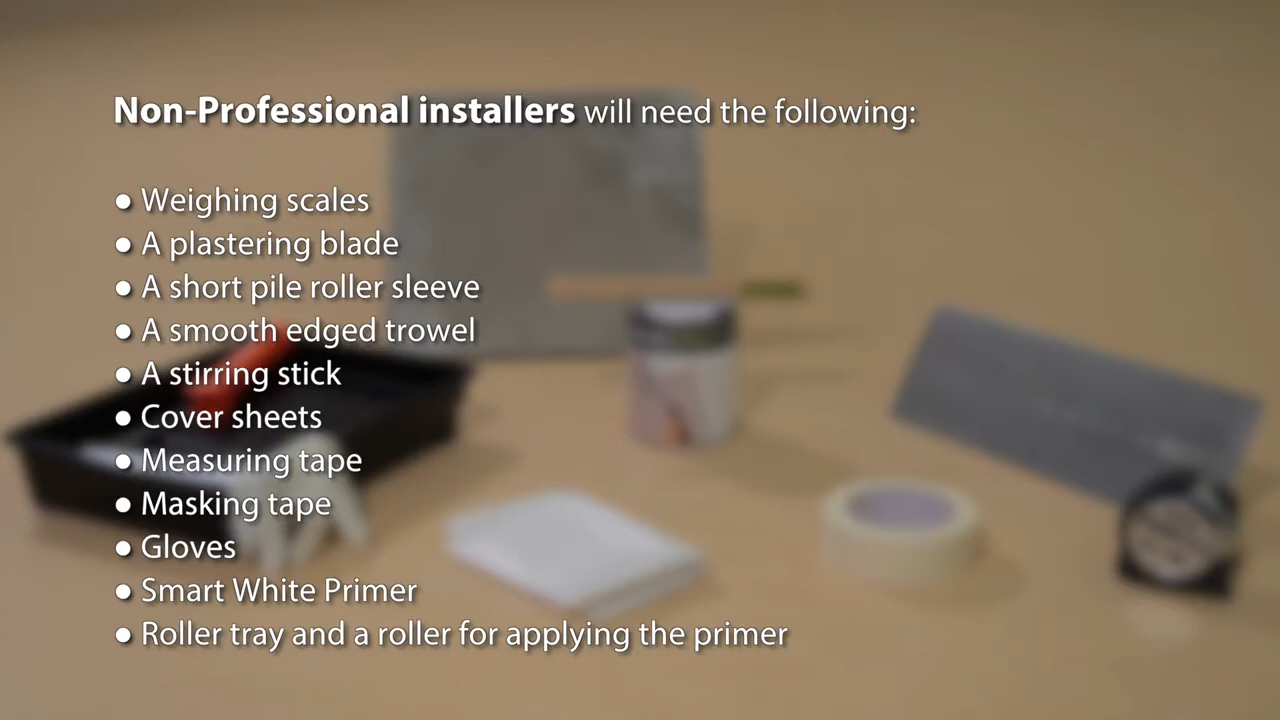 Non-Professional installers will need the following:
● Weighing scales
● A plastering blade
● A short pile roller sleeve
● A smooth edged trowel
● A stirring stick
● Cover sheets
● Measuring tape
● Masking tape
● Gloves
● Smart White Primer
● Roller tray and a roller for applying the primer